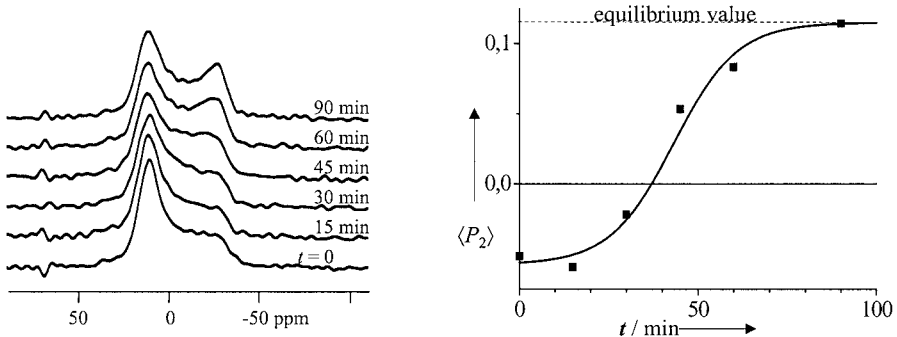 90 min
60 min
45 min
30 min
15 min
t = 0
50 0 -50 ppm
equilibrium value
0,1
0,0
⟨P₂⟩
0 50 100
t / min